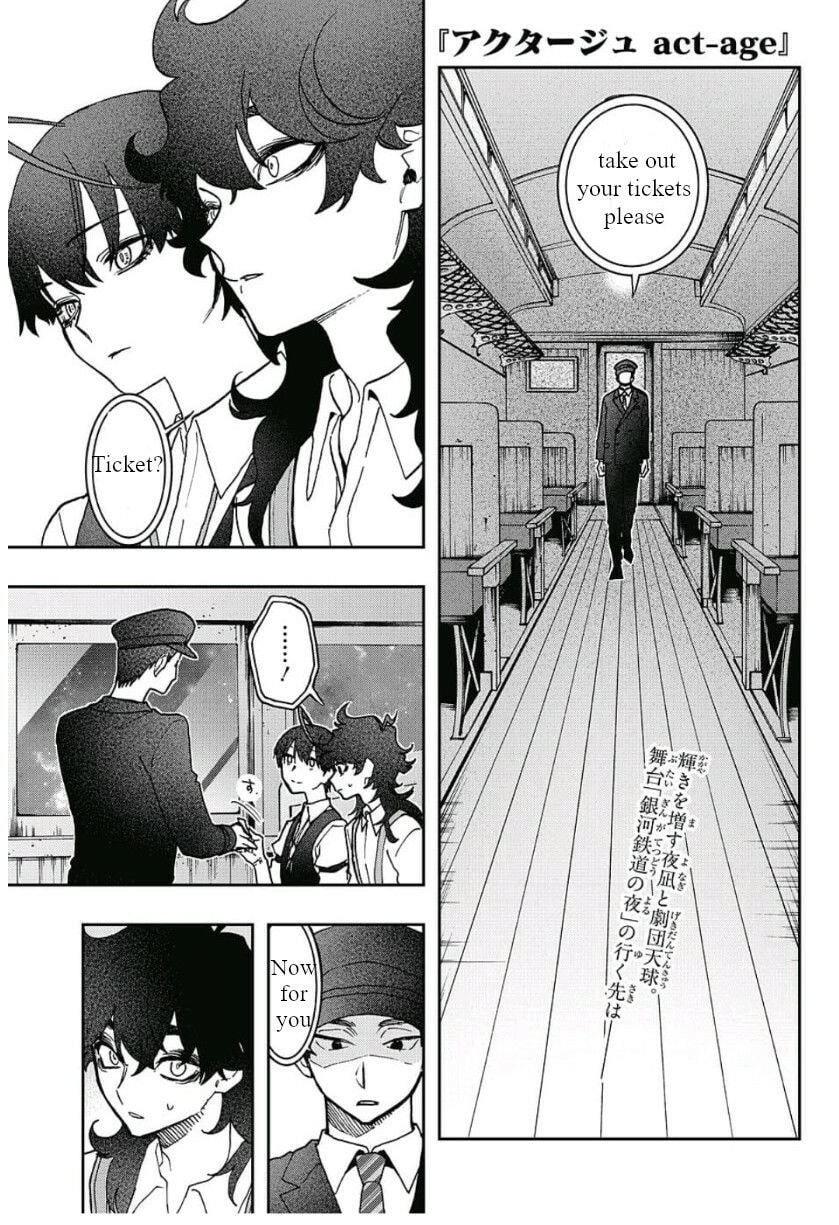 『アクタージュ act-age』
take out
your tickets
please
輝きを増す夜凪と劇団天球。
舞台「銀河鉄道の夜」の行く先は
Ticket?
……
す
Now
for
you